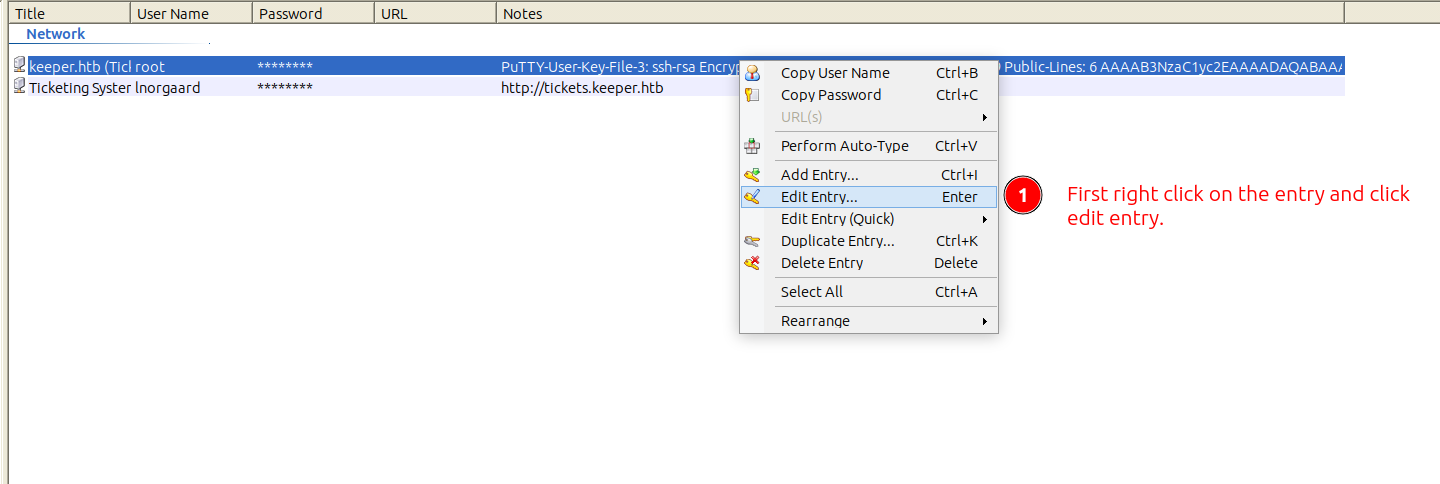 Title User Name Password URL Notes
Network
keeper.htb (Ticl root ******** PuTTY-User-Key-File-3: ssh-rsa Encryp Public-Lines: 6 AAAAB3NzaC1yc2EAAAADAQABAAA
Ticketing Syster lnorgaard ******** http://tickets.keeper.htb
Copy User Name Ctrl+B
Copy Password Ctrl+C
URL(s)
Perform Auto-Type Ctrl+V
Add Entry... Ctrl+I
Edit Entry... Enter
Edit Entry (Quick)
Duplicate Entry... Ctrl+K
Delete Entry Delete
Select All Ctrl+A
Rearrange
1
First right click on the entry and click
edit entry.